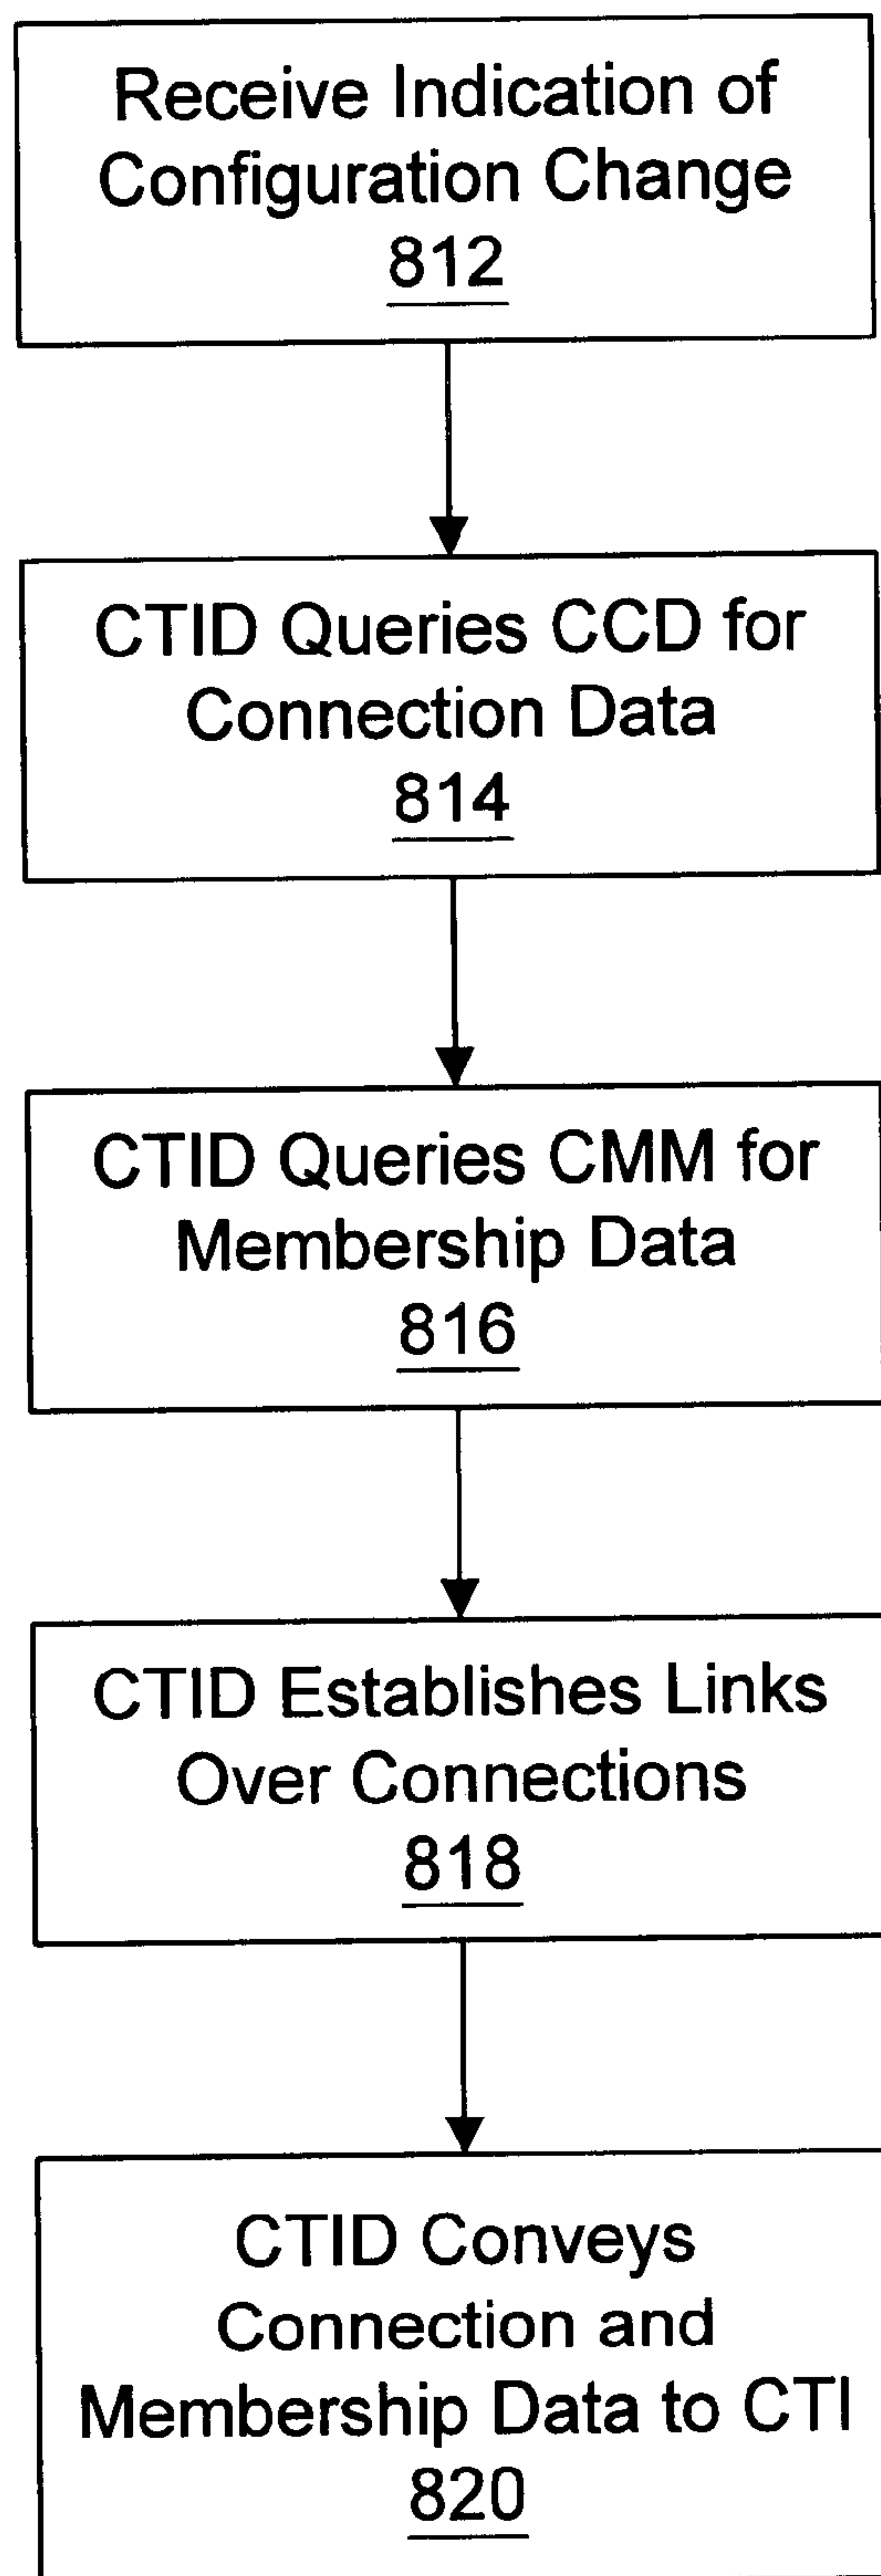 Receive Indication of
Configuration Change
812
CTID Queries CCD for
Connection Data
814
CTID Queries CMM for
Membership Data
816
CTID Establishes Links
Over Connections
818
CTID Conveys
Connection and
Membership Data to CTI
820